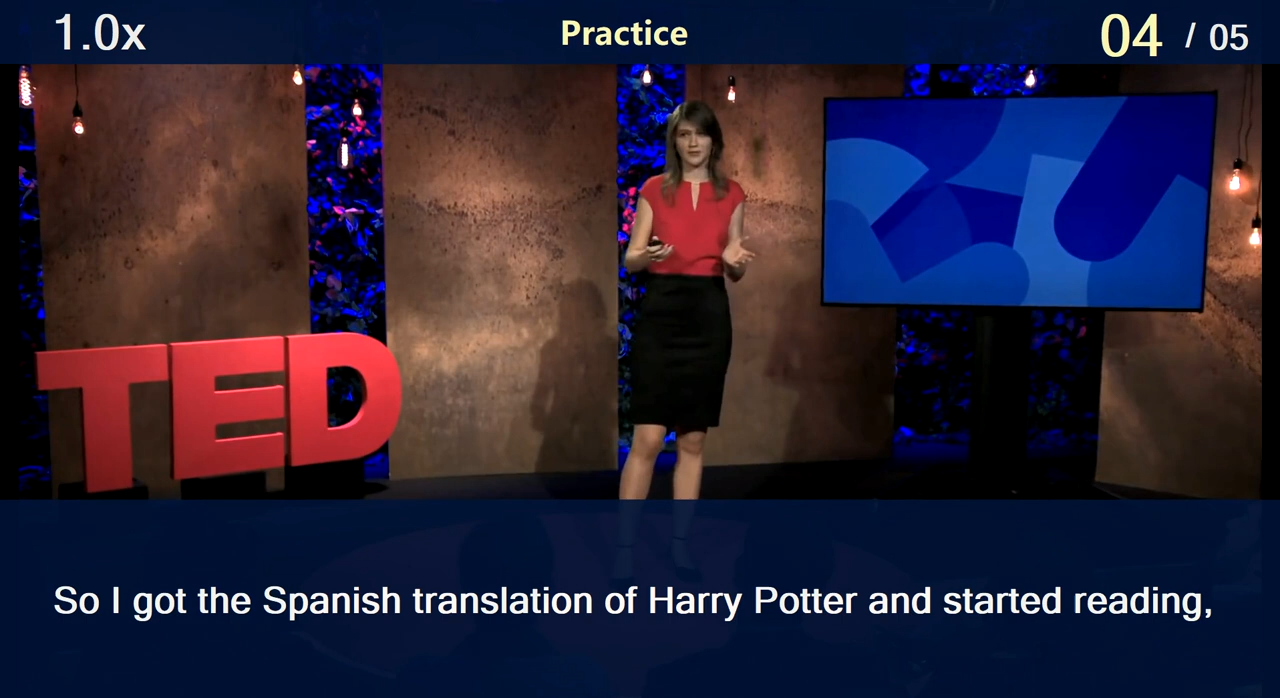 1.0x
Practice
04 / 05
TED
So I got the Spanish translation of Harry Potter and started reading,